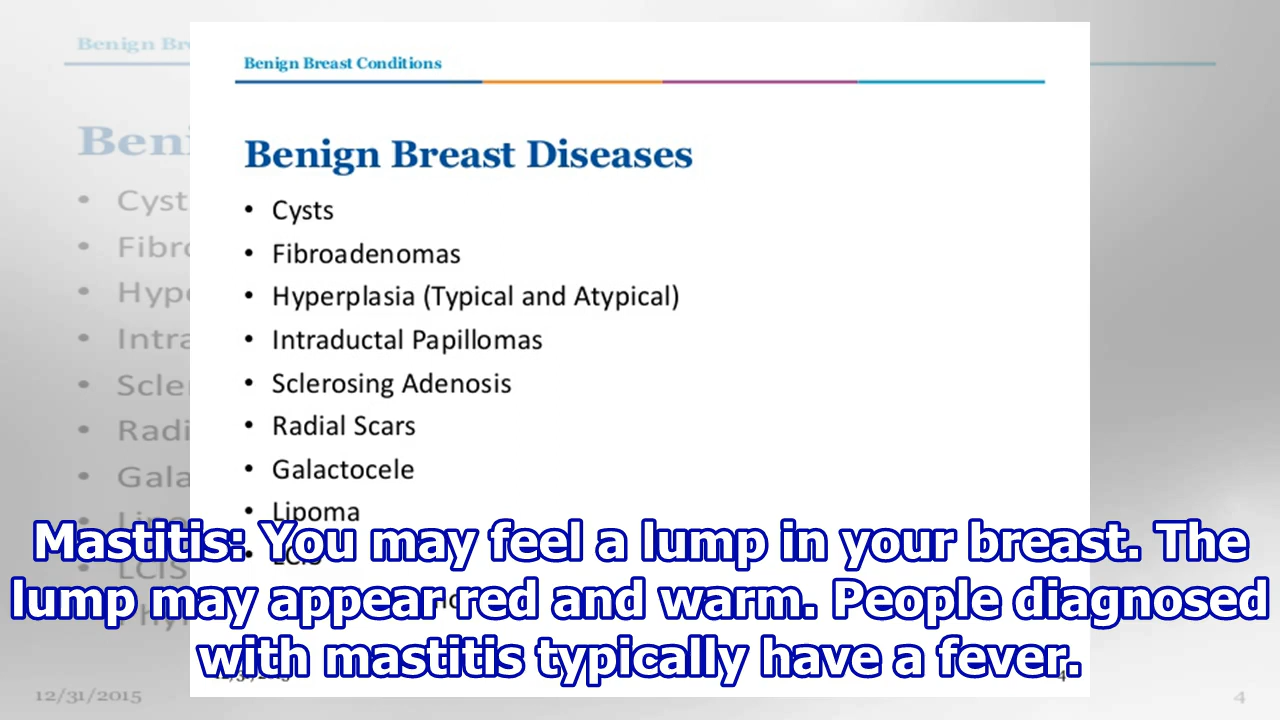 Benign Breast Conditions
Benign Breast Diseases
• Cysts
• Fibroadenomas
• Hyperplasia (Typical and Atypical)
• Intraductal Papillomas
• Sclerosing Adenosis
• Radial Scars
• Galactocele
• Lipoma
• LCIS
Mastitis: You may feel a lump in your breast. The
lump may appear red and warm. People diagnosed
with mastitis typically have a fever.
12/31/2015
4